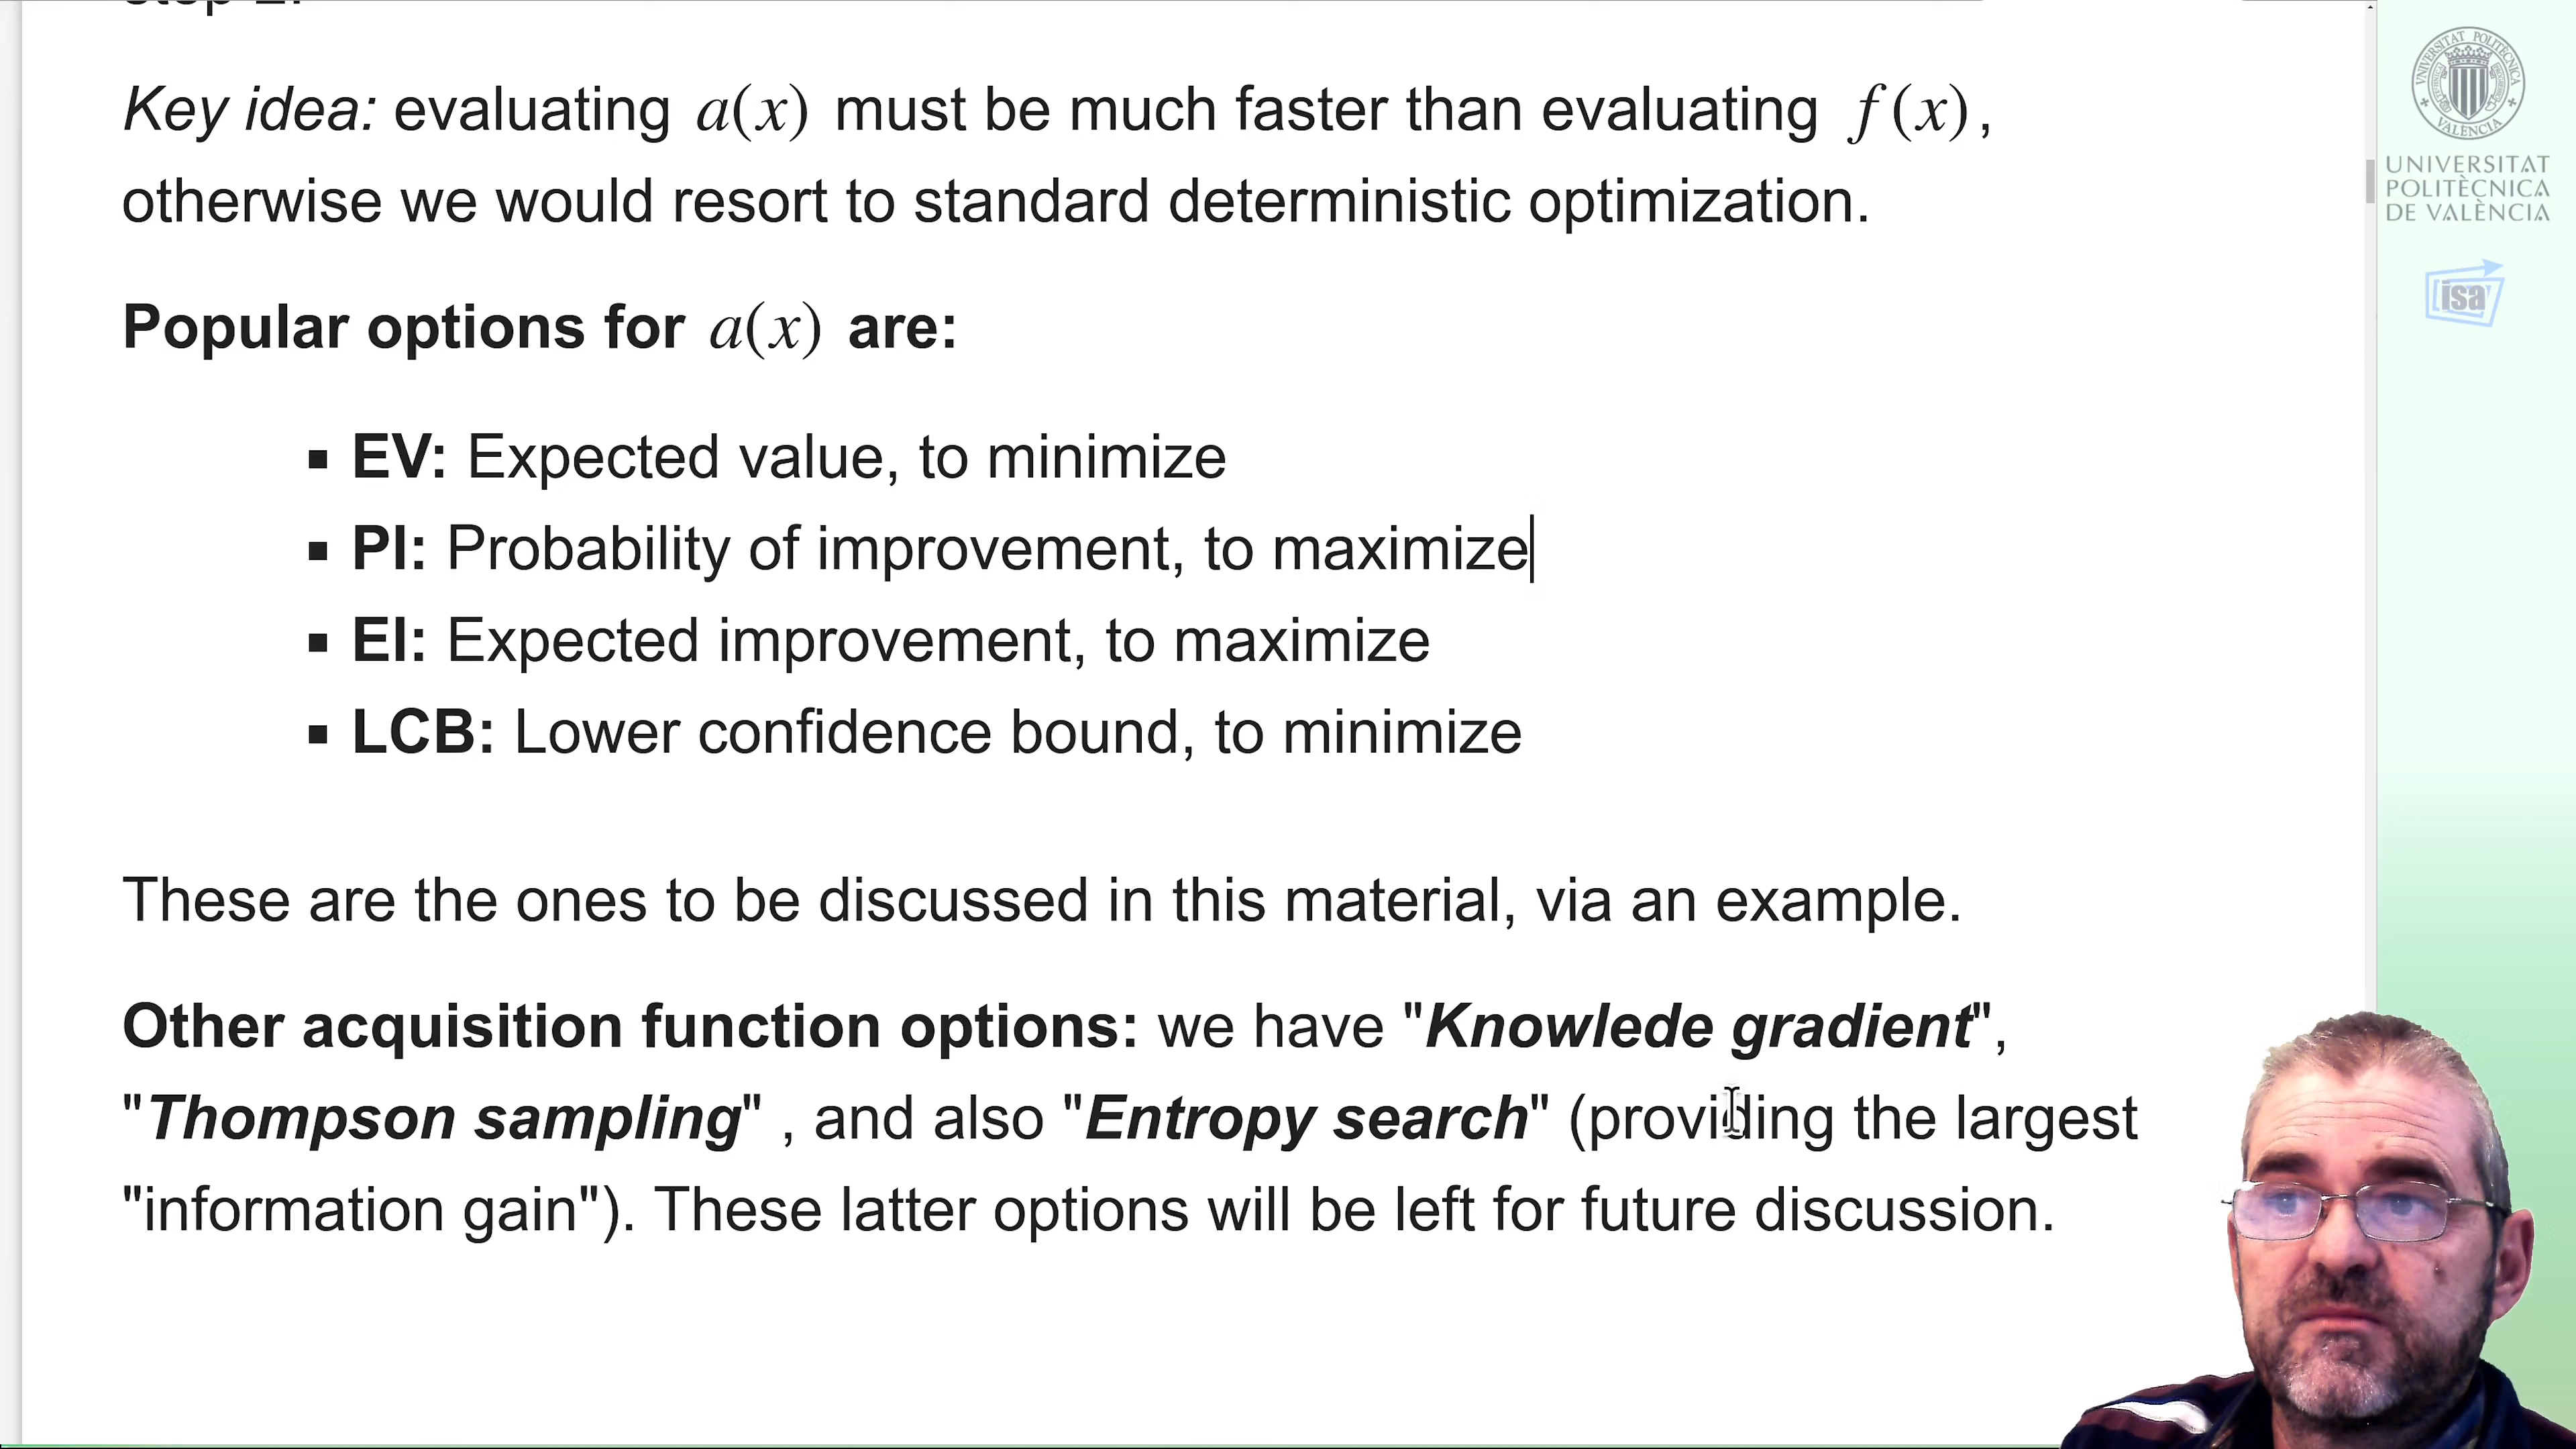 Key idea: evaluating a(x) must be much faster than evaluating f(x),
otherwise we would resort to standard deterministic optimization.
Popular options for a(x) are:
▪ EV: Expected value, to minimize
▪ PI: Probability of improvement, to maximize
▪ EI: Expected improvement, to maximize
▪ LCB: Lower confidence bound, to minimize
These are the ones to be discussed in this material, via an example.
Other acquisition function options: we have "Knowlede gradient",
"Thompson sampling" , and also "Entropy search" (providing the largest
"information gain"). These latter options will be left for future discussion.
UNIVERSITAT POLITÈCNICA
VALÈNCIA
UNIVERSITAT
POLITÈCNICA
DE VALÈNCIA
isa